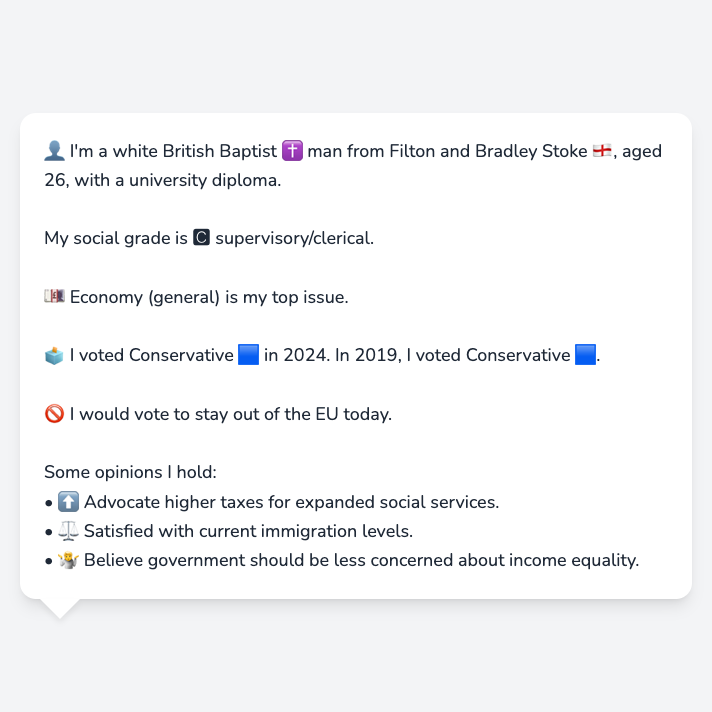 👤 I'm a white British Baptist ✝️ man from Filton and Bradley Stoke 🏴󠁧󠁢󠁥󠁮󠁧󠁿, aged
26, with a university diploma.
My social grade is 🅲 supervisory/clerical.
💷 Economy (general) is my top issue.
🗳️ I voted Conservative 🟦 in 2024. In 2019, I voted Conservative 🟦.
🚫 I would vote to stay out of the EU today.
Some opinions I hold:
• ⬆️ Advocate higher taxes for expanded social services.
• ⚖️ Satisfied with current immigration levels.
• 🤷 Believe government should be less concerned about income equality.